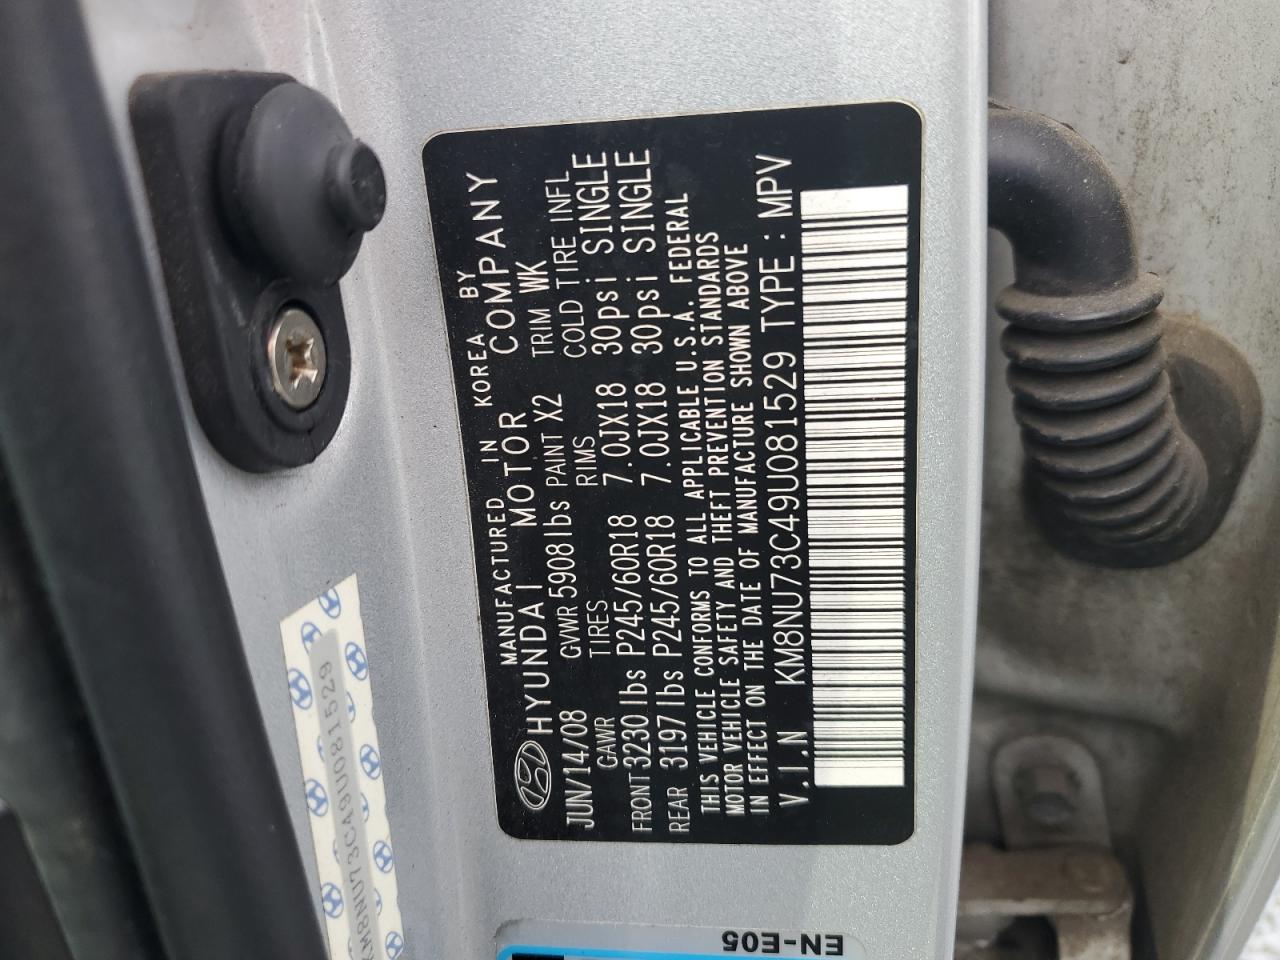 MANUFACTURED IN KOREA BY
HYUNDAI MOTOR COMPANY
JUN/14/08 GVWR 5908 lbs PAINT X2 TRIM WK
GAWR TIRES RIMS COLD TIRE INFL
FRONT 3230 lbs P245/60R18 7.0JX18 30psi SINGLE
REAR 3197 lbs P245/60R18 7.0JX18 30psi SINGLE
THIS VEHICLE CONFORMS TO ALL APPLICABLE U.S.A. FEDERAL
MOTOR VEHICLE SAFETY AND THEFT PREVENTION STANDARDS
IN EFFECT ON THE DATE OF MANUFACTURE SHOWN ABOVE
V.I.N KM8NU73C49U081529 TYPE : MPV
KM8NU73C49U081529
EN-E05